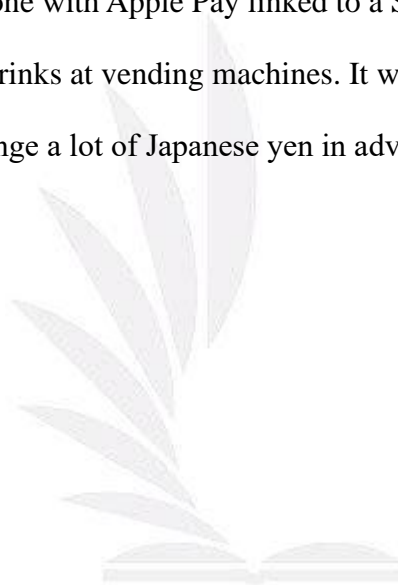 one with Apple Pay linked to a
rinks at vending machines. It w
nge a lot of Japanese yen in adv